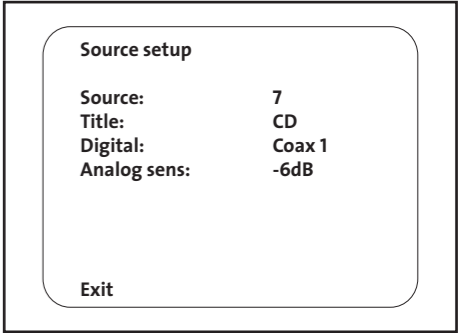 Source setup
Source: 7
Title: CD
Digital: Coax 1
Analog sens: -6dB
Exit